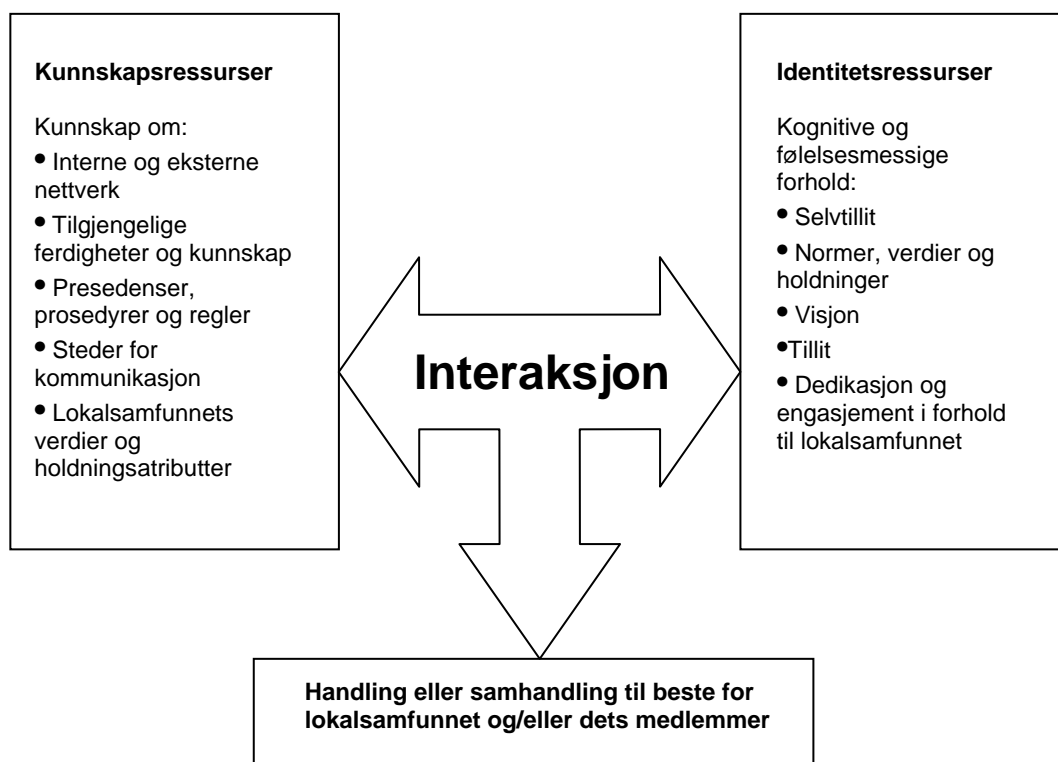 Kunnskapsressurser
Kunnskap om:
• Interne og eksterne
nettverk
• Tilgjengelige
ferdigheter og kunnskap
• Presedenser,
prosedyrer og regler
• Steder for
kommunikasjon
• Lokalsamfunnets
verdier og
holdningsatributter
Interaksjon
Identitetsressurser
Kognitive og
følelsesmessige
forhold:
• Selvtillit
• Normer, verdier og
holdninger
• Visjon
•Tillit
• Dedikasjon og
engasjement i forhold
til lokalsamfunnet
Handling eller samhandling til beste for
lokalsamfunnet og/eller dets medlemmer